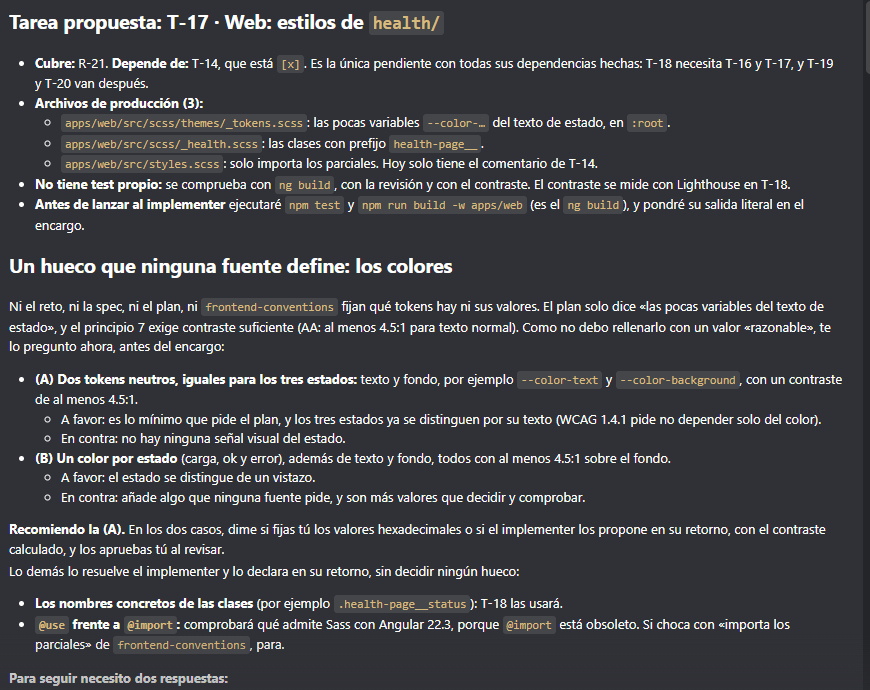 Tarea propuesta: T-17 · Web: estilos de health/
• Cubre: R-21. Depende de: T-14, que está [x]. Es la única pendiente con todas sus dependencias hechas: T-18 necesita T-16 y T-17, y T-19
y T-20 van después.
• Archivos de producción (3):
○ apps/web/src/scss/themes/_tokens.scss: las pocas variables --color-… del texto de estado, en :root.
○ apps/web/src/scss/_health.scss: las clases con prefijo health-page__.
○ apps/web/src/styles.scss: solo importa los parciales. Hoy solo tiene el comentario de T-14.
• No tiene test propio: se comprueba con ng build, con la revisión y con el contraste. El contraste se mide con Lighthouse en T-18.
• Antes de lanzar al implementer ejecutaré npm test y npm run build -w apps/web (es el ng build), y pondré su salida literal en el
encargo.
Un hueco que ninguna fuente define: los colores
Ni el reto, ni la spec, ni el plan, ni frontend-conventions fijan qué tokens hay ni sus valores. El plan solo dice «las pocas variables del texto de
estado», y el principio 7 exige contraste suficiente (AA: al menos 4.5:1 para texto normal). Como no debo rellenarlo con un valor «razonable», te
lo pregunto ahora, antes del encargo:
• (A) Dos tokens neutros, iguales para los tres estados: texto y fondo, por ejemplo --color-text y --color-background, con un contraste
de al menos 4.5:1.
○ A favor: es lo mínimo que pide el plan, y los tres estados ya se distinguen por su texto (WCAG 1.4.1 pide no depender solo del color).
○ En contra: no hay ninguna señal visual del estado.
• (B) Un color por estado (carga, ok y error), además de texto y fondo, todos con al menos 4.5:1 sobre el fondo.
○ A favor: el estado se distingue de un vistazo.
○ En contra: añade algo que ninguna fuente pide, y son más valores que decidir y comprobar.
Recomiendo la (A). En los dos casos, dime si fijas tú los valores hexadecimales o si el implementer los propone en su retorno, con el contraste
calculado, y los apruebas tú al revisar.
Lo demás lo resuelve el implementer y lo declara en su retorno, sin decidir ningún hueco:
• Los nombres concretos de las clases (por ejemplo .health-page__status): T-18 las usará.
• @use frente a @import: comprobará qué admite Sass con Angular 22.3, porque @import está obsoleto. Si choca con «importa los
parciales» de frontend-conventions, para.
Para seguir necesito dos respuestas: